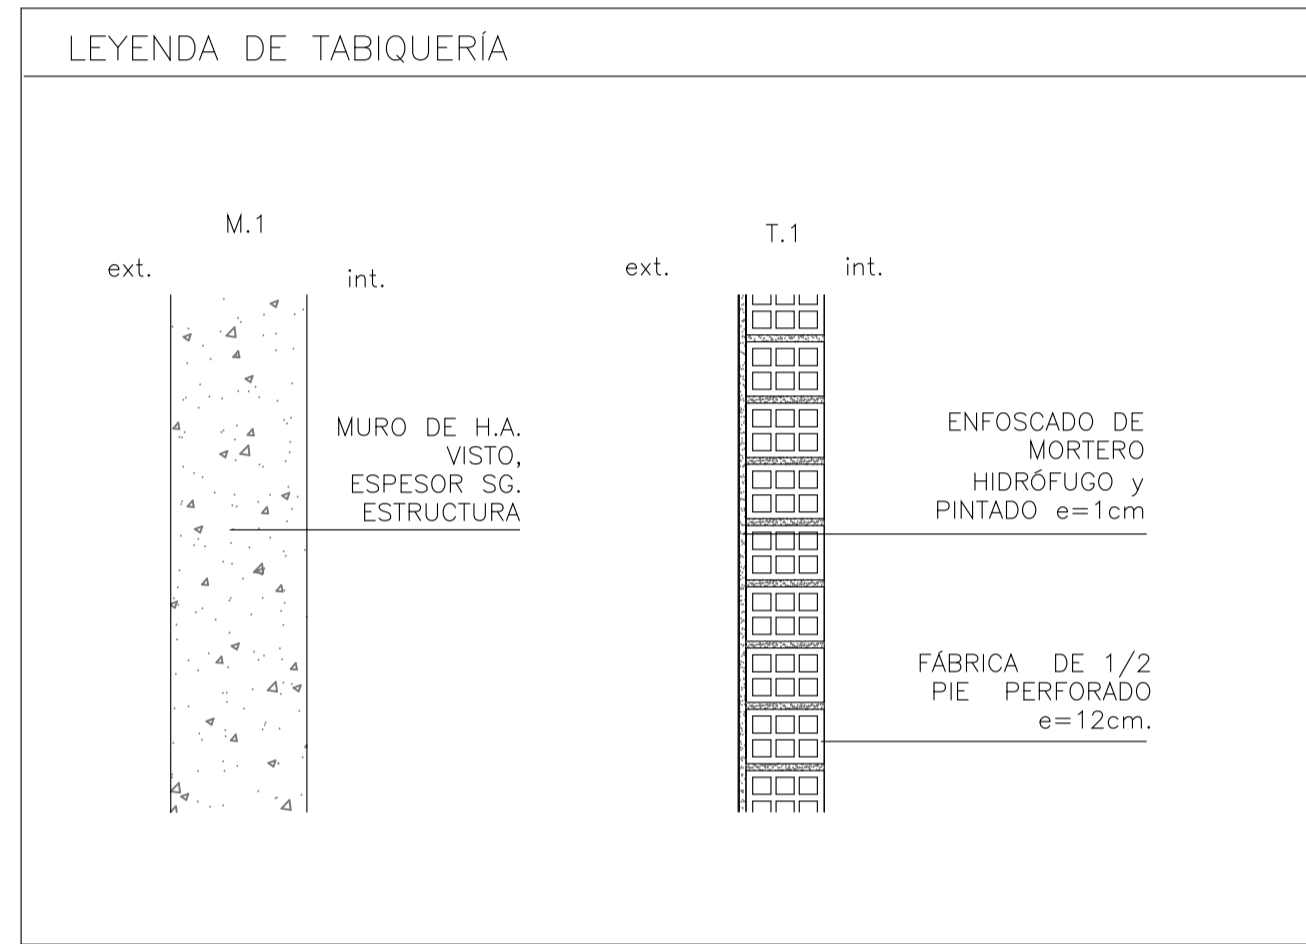 LEYENDA DE TABIQUERÍA
M.1
ext.
int.
MURO DE H.A.
VISTO,
ESPESOR SG.
ESTRUCTURA
T.1
ext.
int.
ENFOSCADO DE
MORTERO
HIDRÓFUGO y
PINTADO e=1cm
FÁBRICA DE 1/2
PIE PERFORADO
e=12cm.